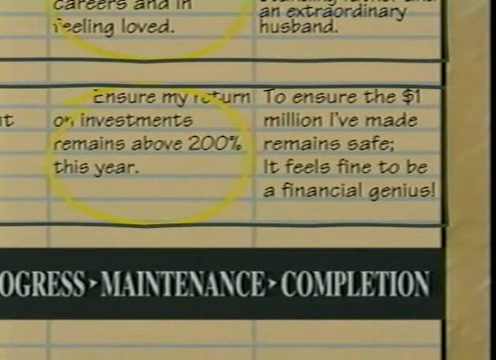 careers and in
feeling loved.
an extraordinary
husband.
nt
Ensure my return
on investments
remains above 200%
this year.
To ensure the $1
million I've made
remains safe;
It feels fine to be
a financial genius!
OGRESS ▸ MAINTENANCE ▸ COMPLETION